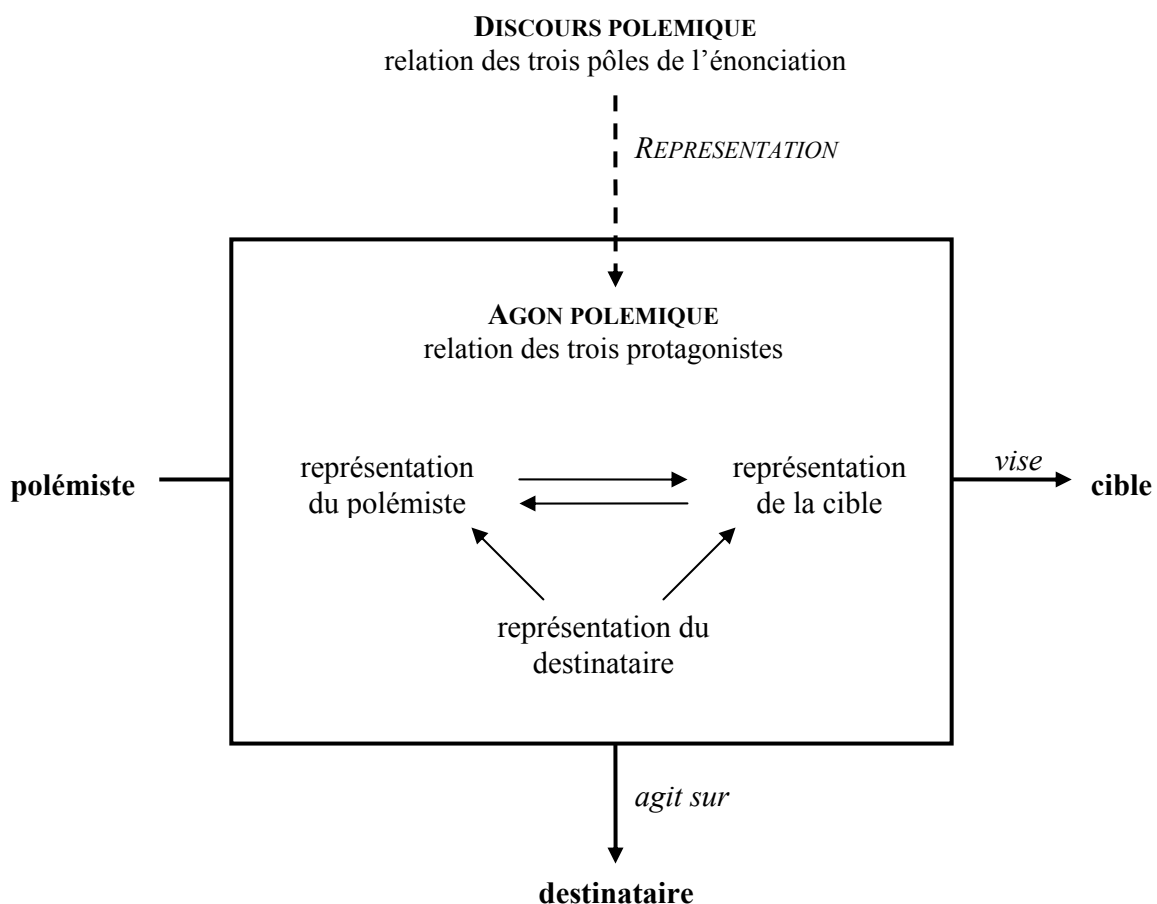 DISCOURS POLEMIQUE
relation des trois pôles de l'énonciation
REPRESENTATION
AGON POLEMIQUE
relation des trois protagonistes
polémiste
représentation
du polémiste
représentation
de la cible
vise
cible
représentation du
destinataire
agit sur
destinataire